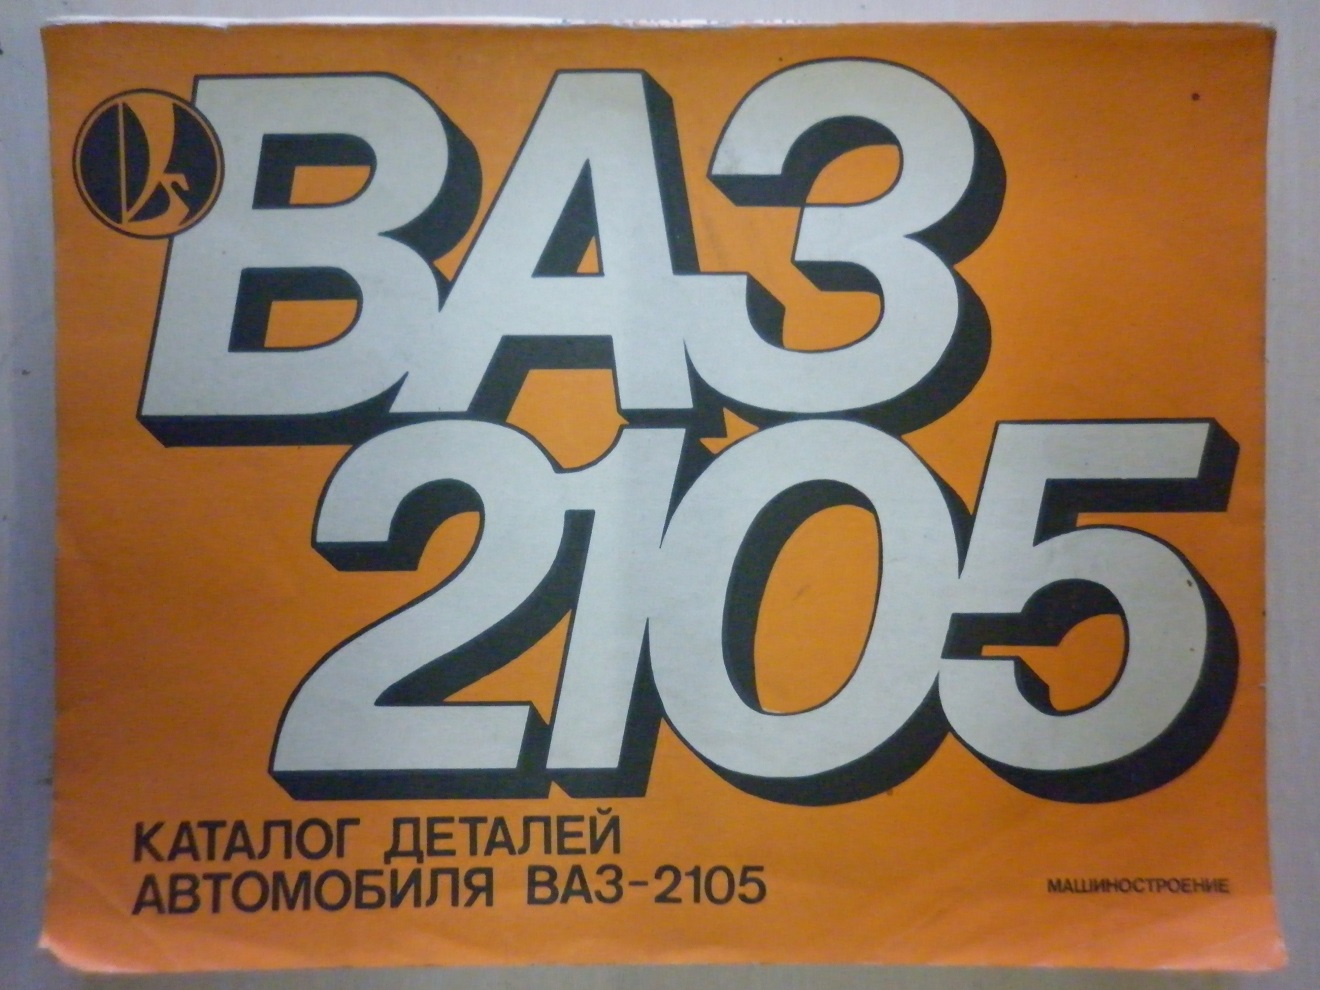 ВАЗ
2105
КАТАЛОГ ДЕТАЛЕЙ
АВТОМОБИЛЯ ВАЗ-2105
МАШИНОСТРОЕНИЕ